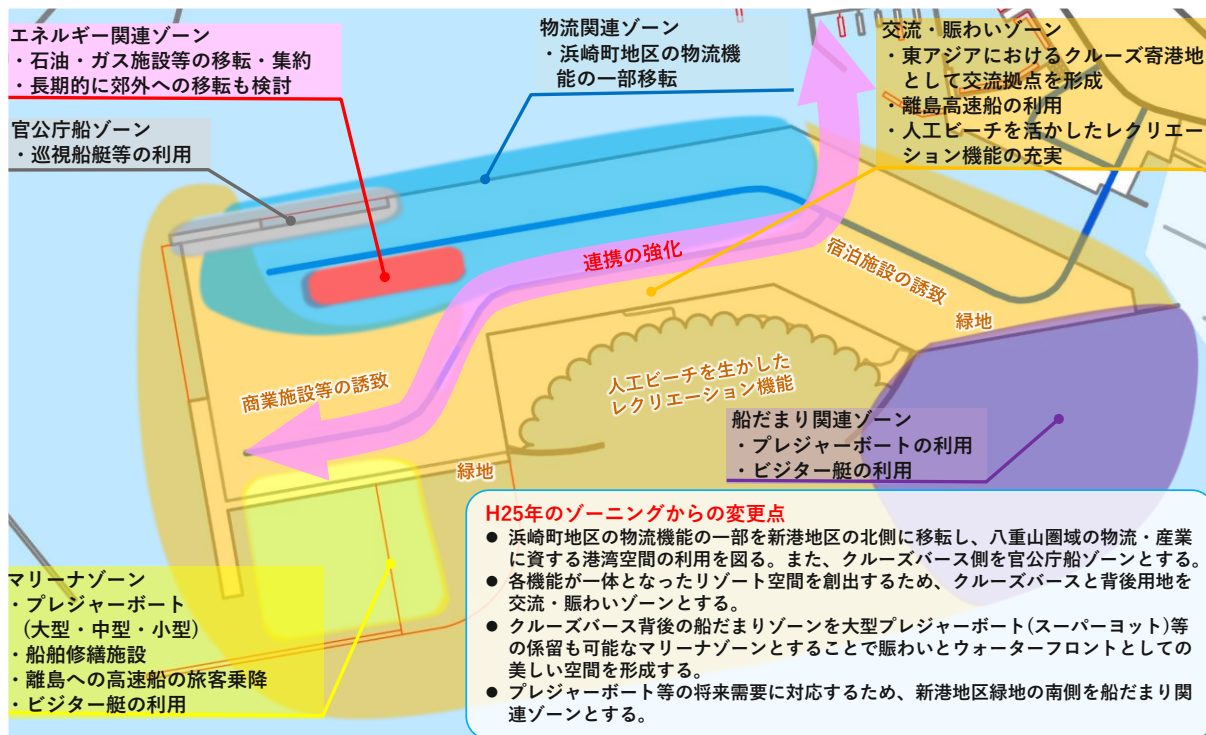 エネルギー関連ゾーン
・石油・ガス施設等の移転・集約
・長期的に郊外への移転も検討
官公庁船ゾーン
・巡視船艇等の利用
物流関連ゾーン
・浜崎町地区の物流機
能の一部移転
交流・賑わいゾーン
・東アジアにおけるクルーズ寄港地
として交流拠点を形成
・離島高速船の利用
・人工ビーチを活かしたレクリエー
ション機能の充実
連携の強化
宿泊施設の誘致
緑地
商業施設等の誘致
人工ビーチを生かした
レクリエーション機能
緑地
船だまり関連ゾーン
・プレジャーボートの利用
・ビジター艇の利用
マリーナゾーン
・プレジャーボート
(大型・中型・小型)
・船舶修繕施設
・離島への高速船の旅客乗降
・ビジター艇の利用
H25年のゾーニングからの変更点
● 浜崎町地区の物流機能の一部を新港地区の北側に移転し、八重山圏域の物流・産業
に資する港湾空間の利用を図る。また、クルーズバース側を官公庁船ゾーンとする。
● 各機能が一体となったリゾート空間を創出するため、クルーズバースと背後用地を
交流・賑わいゾーンとする。
● クルーズバース背後の船だまりゾーンを大型プレジャーボート(スーパーヨット)等
の係留も可能なマリーナゾーンとすることで賑わいとウォーターフロントとしての
美しい空間を形成する。
● プレジャーボート等の将来需要に対応するため、新港地区緑地の南側を船だまり関
連ゾーンとする。